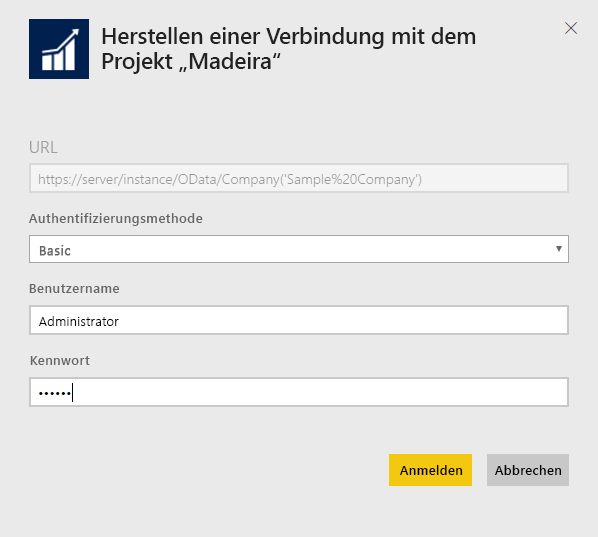 Herstellen einer Verbindung mit dem
Projekt „Madeira“
URL
https://server/instance/OData/Company('Sample%20Company')
Authentifizierungsmethode
Basic
Benutzername
Administrator
Kennwort
••••••
Anmelden Abbrechen